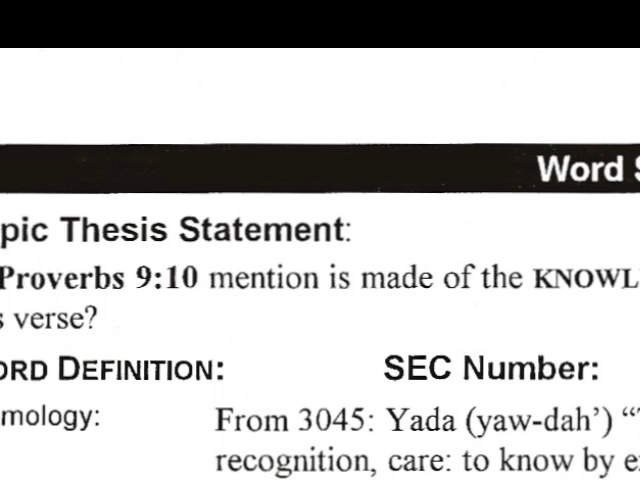 Word S
pic Thesis Statement:
Proverbs 9:10 mention is made of the KNOWL
s verse?
ORD DEFINITION: SEC Number:
mology: From 3045: Yada (yaw-dah’) “
recognition, care: to know by e